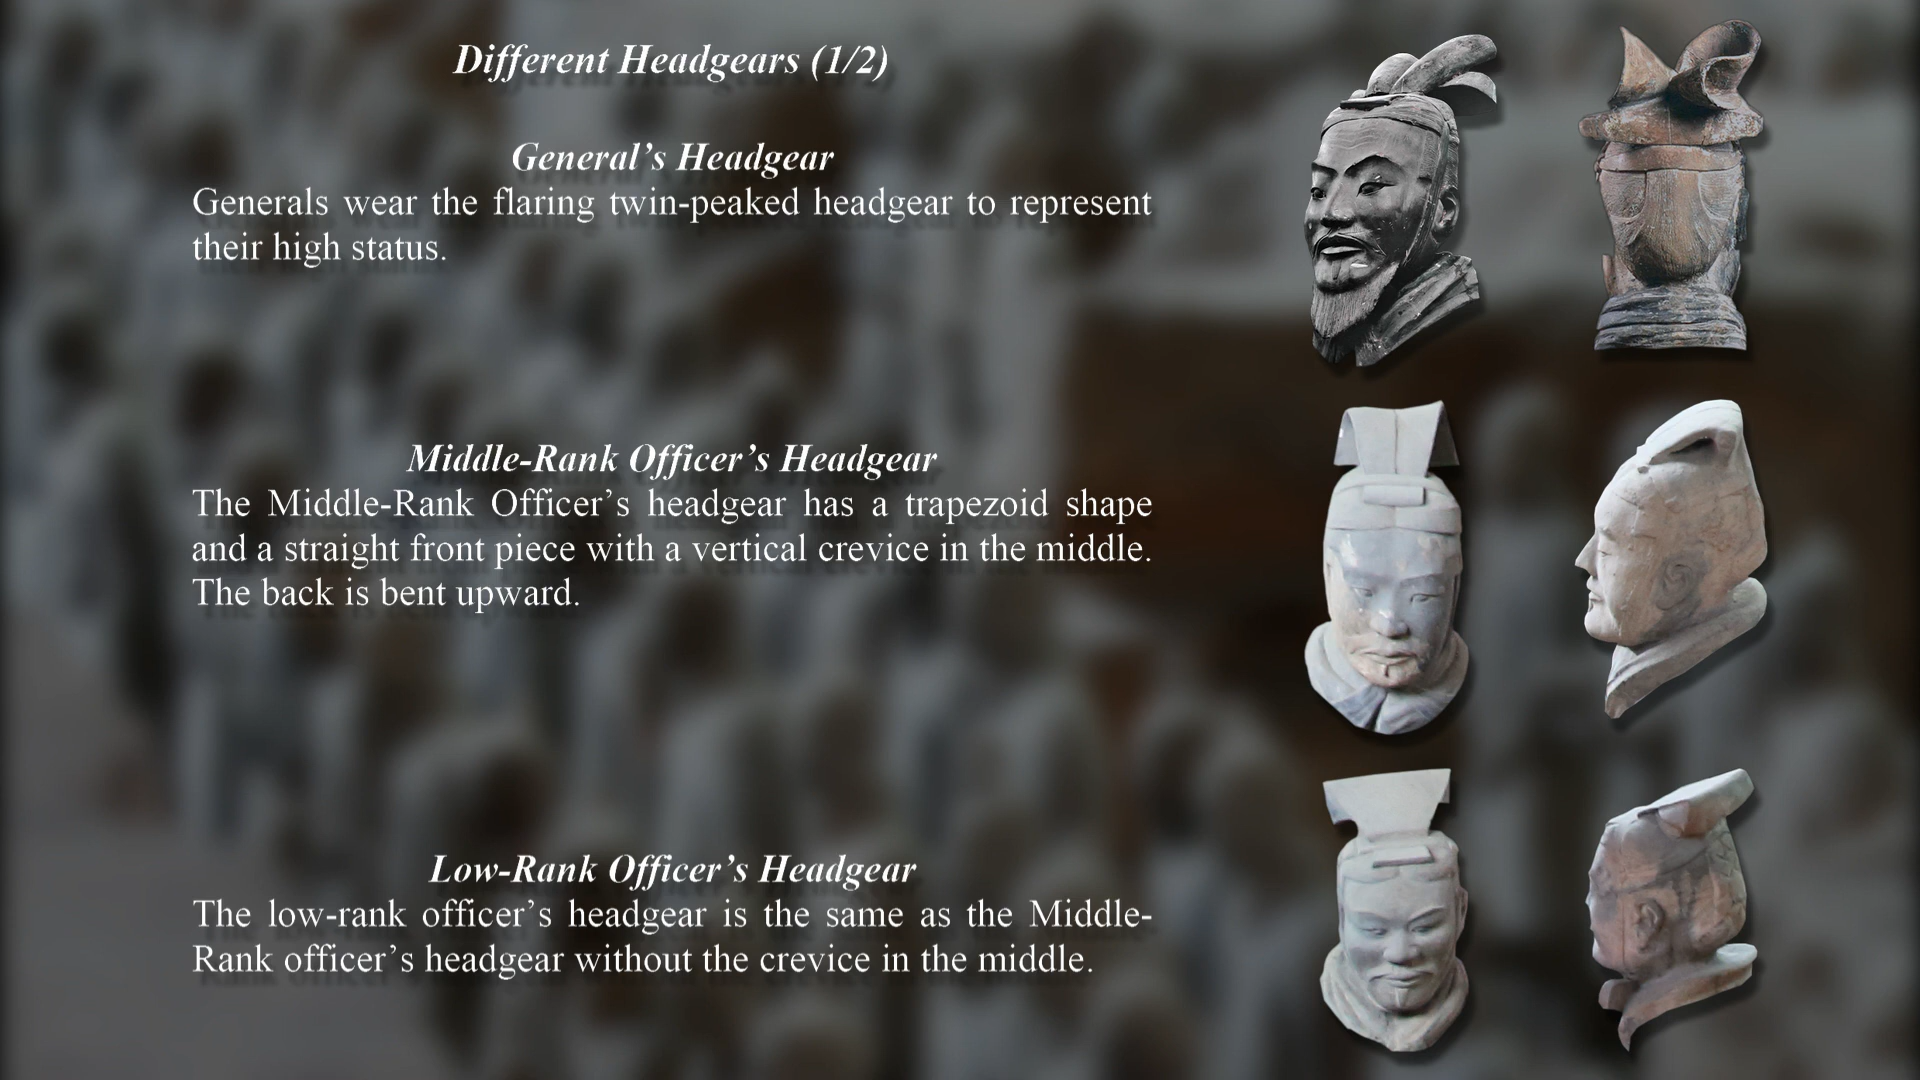 Different Headgears (1/2)
General’s Headgear
Generals wear the flaring twin-peaked headgear to represent
their high status.
Middle-Rank Officer’s Headgear
The Middle-Rank Officer’s headgear has a trapezoid shape
and a straight front piece with a vertical crevice in the middle.
The back is bent upward.
Low-Rank Officer’s Headgear
The low-rank officer’s headgear is the same as the Middle-
Rank officer’s headgear without the crevice in the middle.